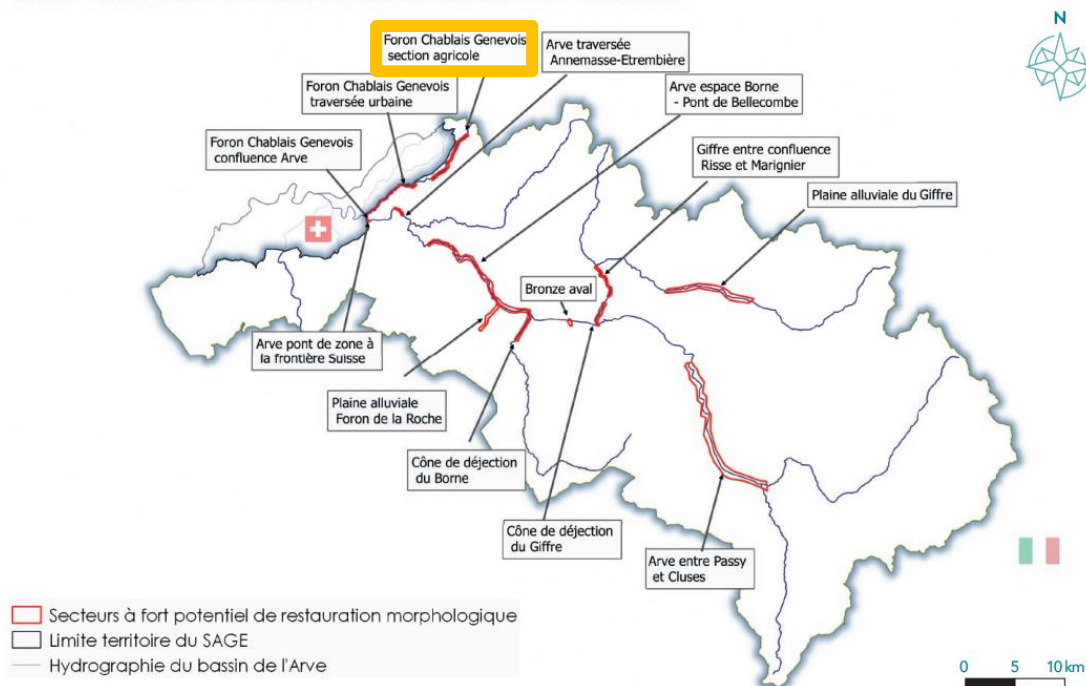 N
Foron Chablais Genevois
section agricole
Arve traversée
Annemasse-Etrembière
Foron Chablais Genevois
traversée urbaine
Arve espace Borne
- Pont de Bellecombe
Foron Chablais Genevois
confluence Arve
Giffre entre confluence
Risse et Marignier
Plaine alluviale du Giffre
Bronze aval
Arve pont de zone à
la frontière Suisse
Plaine alluviale
Foron de la Roche
Cône de déjection
du Borne
Cône de déjection
du Giffre
Arve entre Passy
et Cluses
Secteurs à fort potentiel de restauration morphologique
Limite territoire du SAGE
Hydrographie du bassin de l'Arve
0 5 10 km